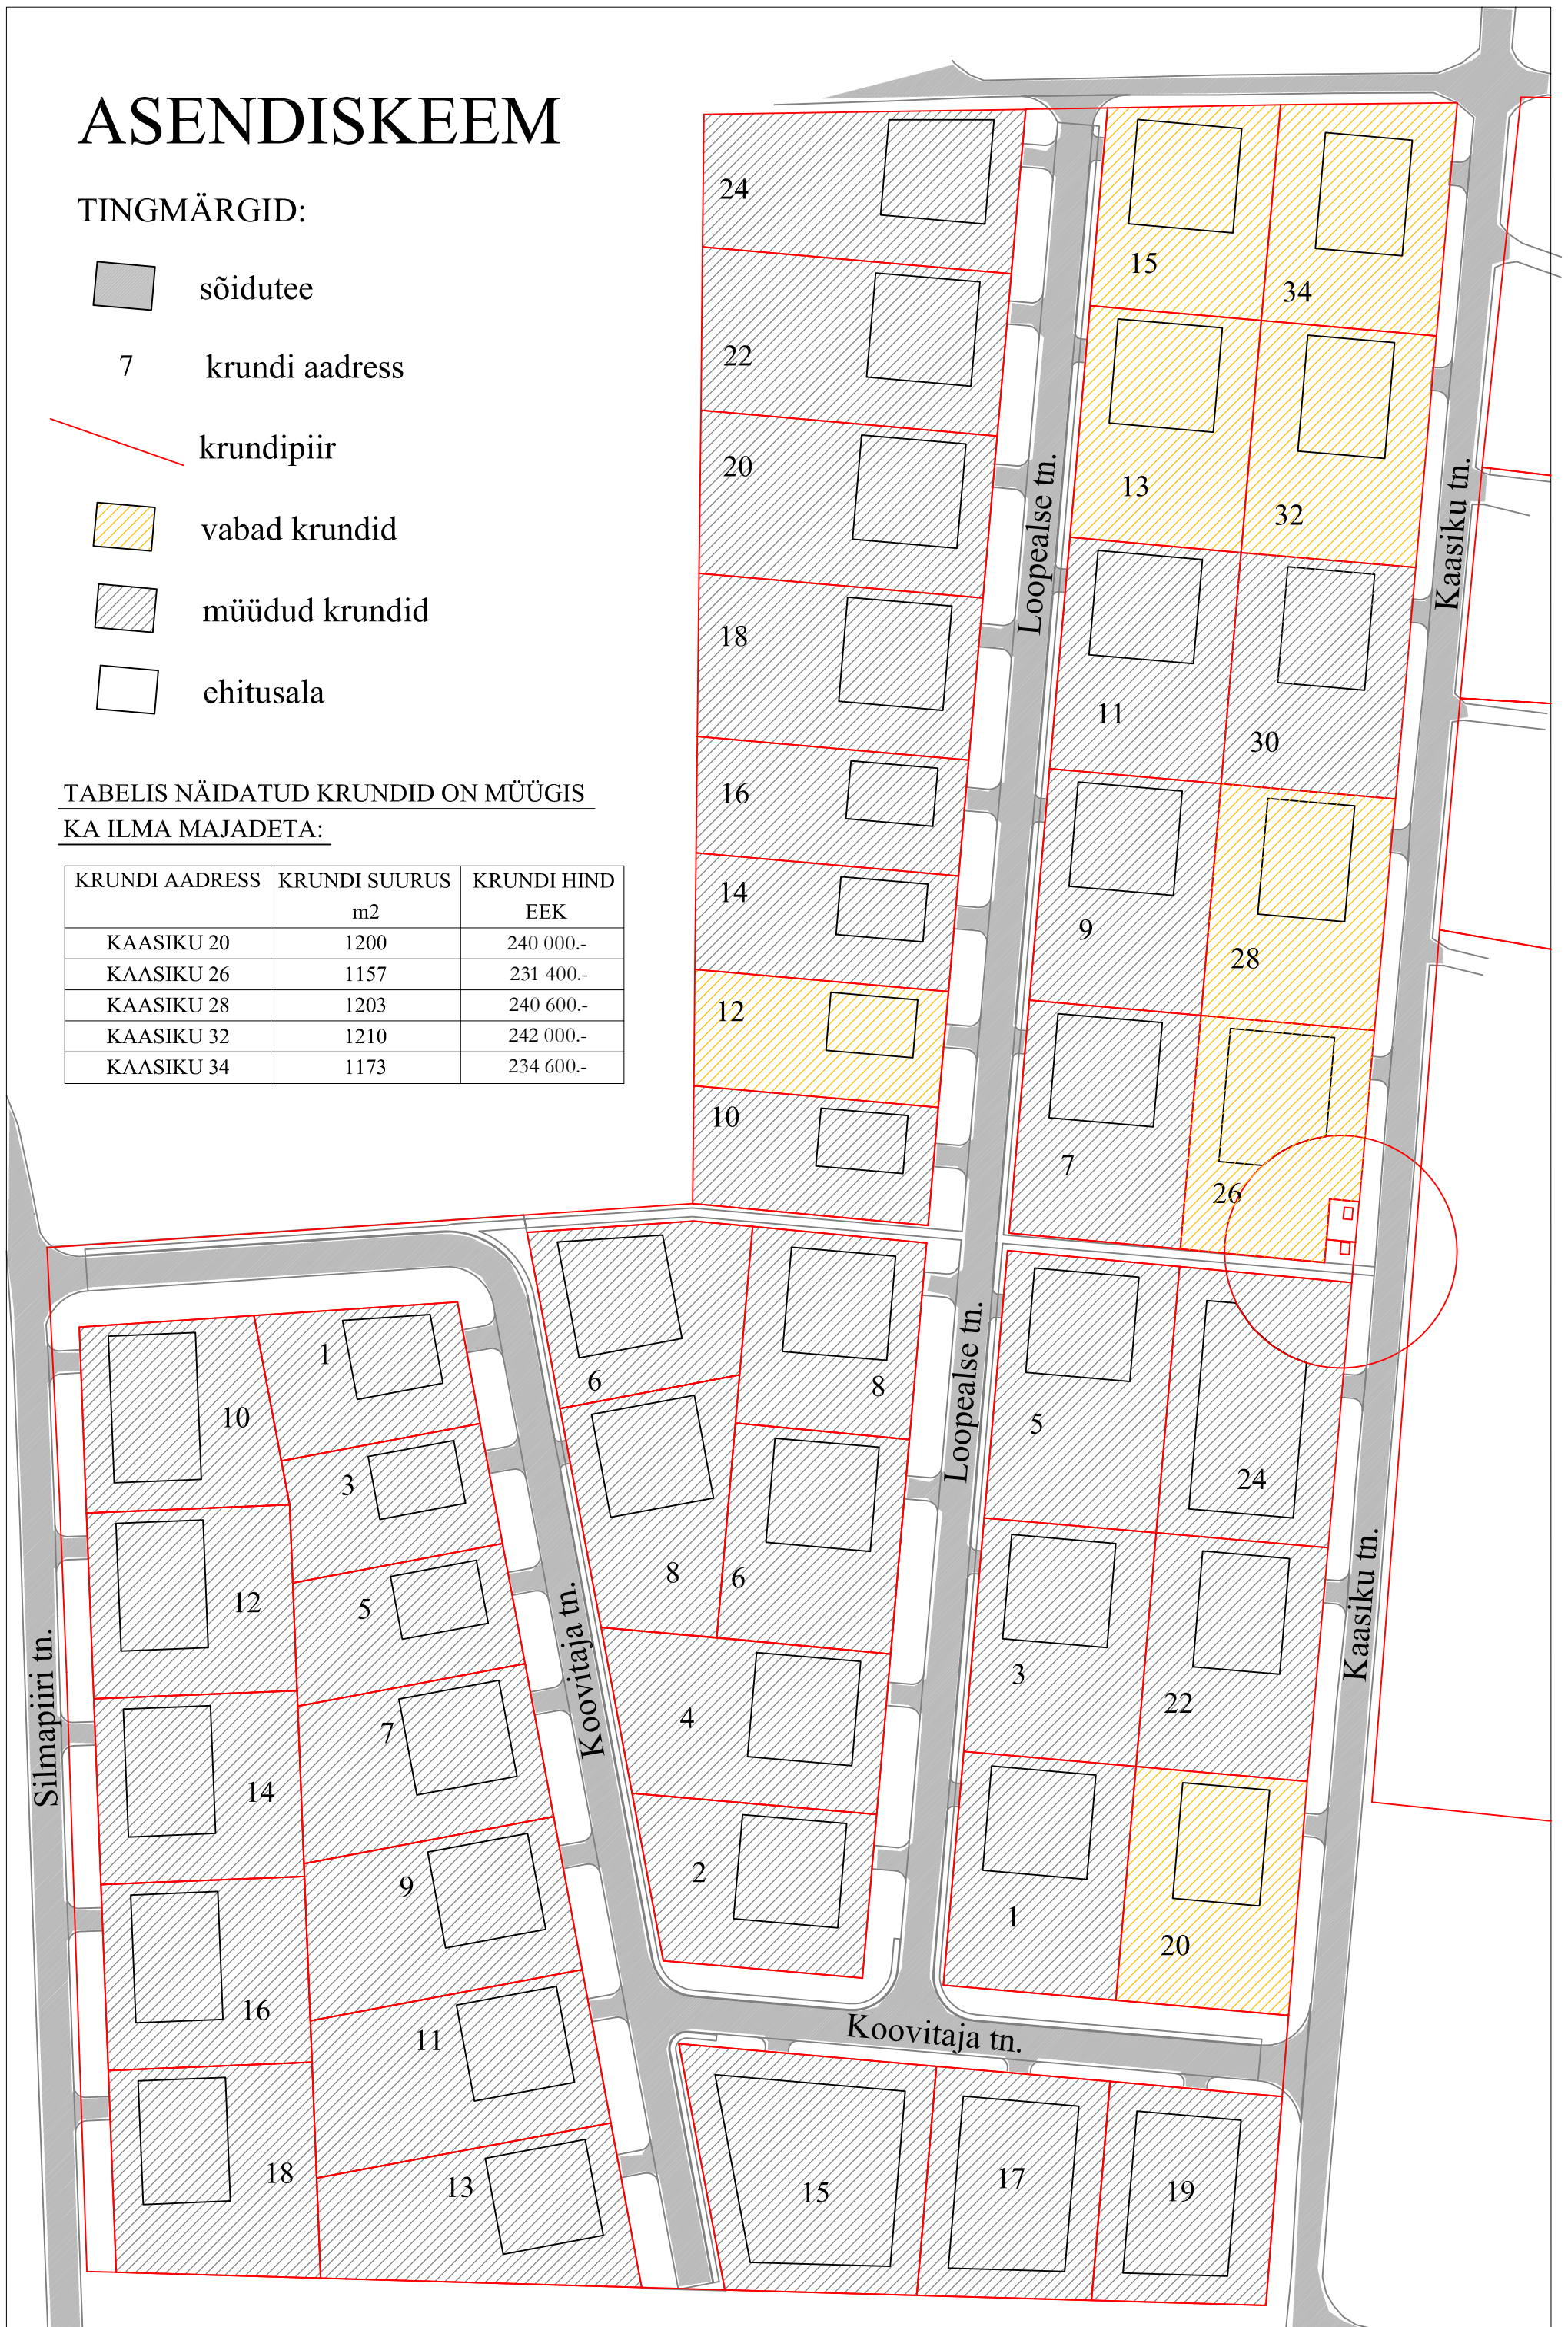 ASENDISKEEM
TINGMÄRGID:
sõidutee
7 krundi aadress
krundipiir
vabad krundid
müüdud krundid
ehitusala
TABELIS NÄIDATUD KRUNDID ON MÜÜGIS
KA ILMA MAJADETA:
KRUNDI AADRESS KRUNDI SUURUS KRUNDI HIND
m2 EEK
KAASIKU 20 1200 240 000.-
KAASIKU 26 1157 231 400.-
KAASIKU 28 1203 240 600.-
KAASIKU 32 1210 242 000.-
KAASIKU 34 1173 234 600.-
24
22
20
18
16
14
12
10
Loopealse tn.
15
34
13
32
11
30
9
28
7
26
Kaasiku tn.
10
1
3
12
5
7
14
9
16
11
18
13
Silmapiiri tn.
Koovitaja tn.
6
8
8
6
4
2
Loopealse tn.
5
24
3
22
1
20
Kaasiku tn.
Koovitaja tn.
15
17
19